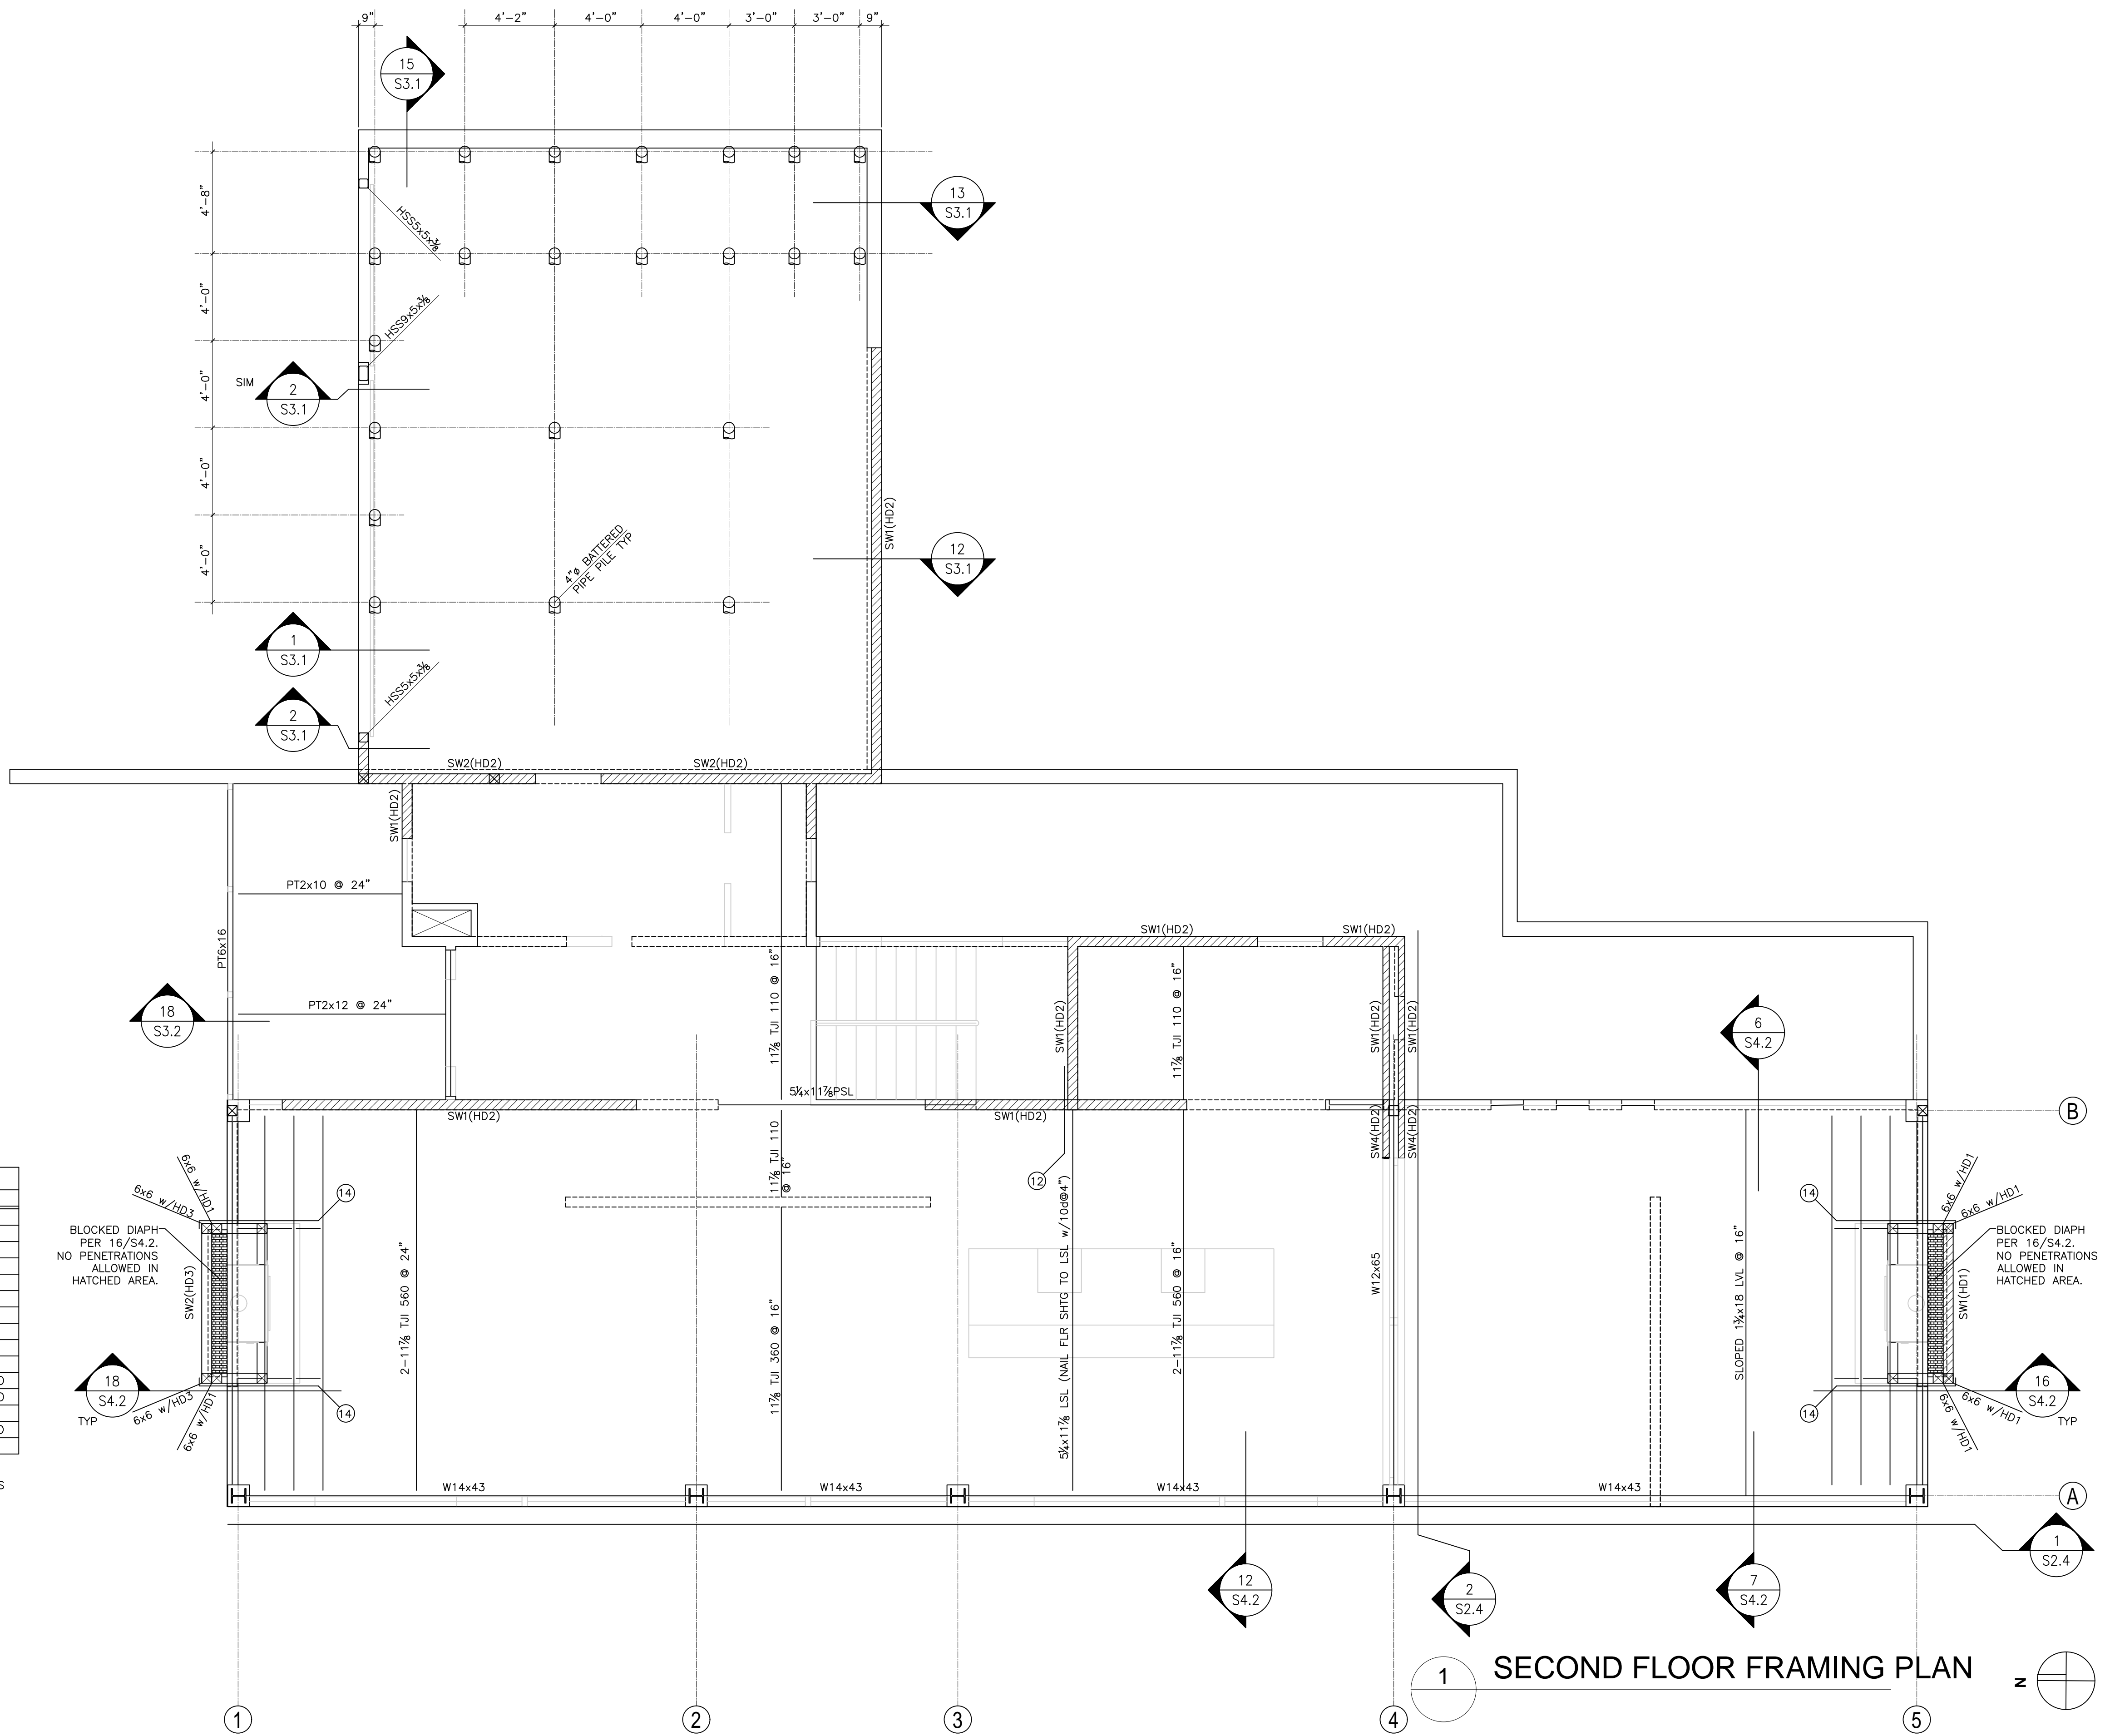 9"
4'-2"
4'-0"
4'-0"
3'-0"
3'-0"
9"
15
S3.1
4'-8"
4'-0"
4'-0"
4'-0"
4'-0"
HSS5x5x⅜
HSS9x5x⅜
13
S3.1
SIM
2
S3.1
SW1(HD2)
4"ø BATTERED
PIPE PILE TYP
12
S3.1
1
S3.1
HSS5x5x⅜
2
S3.1
SW2(HD2)
SW2(HD2)
SW1(HD2)
PT2x10 @ 24"
PT6x16
PT2x12 @ 24"
18
S3.2
11⅞ TJI 110 @ 16"
SW1(HD2)
SW1(HD2)
SW1(HD2)
11⅞ TJI 110 @ 16"
SW1(HD2)
SW1(HD2)
6
S4.2
5¼x11⅞PSL
SW1(HD2)
SW1(HD2)
SW4(HD2)
SW4(HD2)
B
11⅞ TJI 110
@ 16"
12
6x6 w/HD1
6x6 w/HD3
14
BLOCKED DIAPH
PER 16/S4.2.
NO PENETRATIONS
ALLOWED IN
HATCHED AREA.
SW2(HD3)
18
S4.2
TYP
6x6 w/HD3
6x6 w/HD1
14
2-11⅞ TJI 560 @ 24"
11⅞ TJI 360 @ 16"
5¼x11⅞ LSL (NAIL FLR SHTG TO LSL w/10d@4")
2-11⅞ TJI 560 @ 16"
W12x65
SLOPED 1¾x18 LVL @ 16"
14
6x6 w/HD1
6x6 w/HD1
BLOCKED DIAPH
PER 16/S4.2.
NO PENETRATIONS
ALLOWED IN
HATCHED AREA.
SW1(HD1)
16
S4.2
TYP
14
6x6 w/HD1
6x6 w/HD1
W14x43
W14x43
W14x43
W14x43
A
1
S2.4
12
S4.2
2
S2.4
7
S4.2
1
SECOND FLOOR FRAMING PLAN
N
1
2
3
4
5